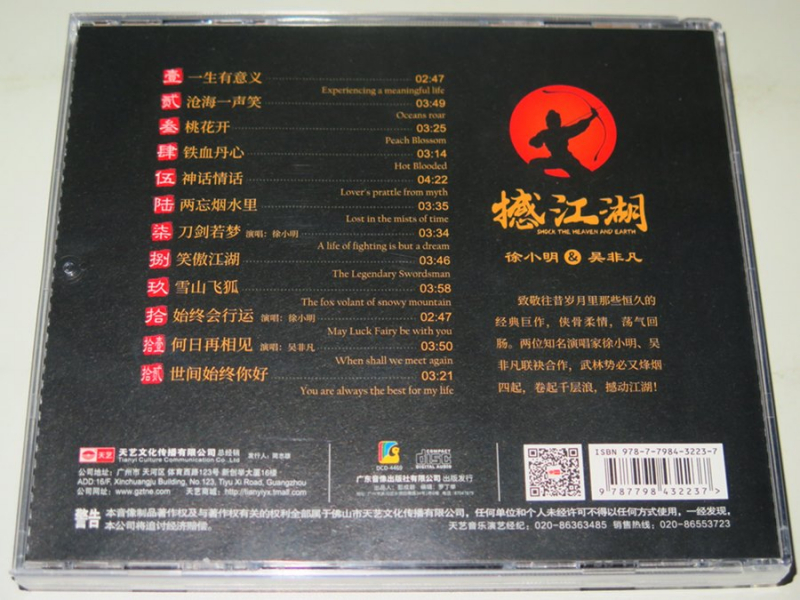 壹 一生有意义 02:47
Experiencing a meaningful life
贰 沧海一声笑 03:49
Oceans roar
叁 桃花开 03:25
Peach Blossom
肆 铁血丹心 03:14
Hot Blooded
伍 神话情话 04:22
Lover's prattle from myth
陆 两忘烟水里 03:35
Lost in the mists of time
柒 刀剑若梦 演唱：徐小明 03:34
A life of fighting is but a dream
捌 笑傲江湖 03:46
The Legendary Swordsman
玖 雪山飞狐 03:58
The fox volant of snowy mountain
拾 始终会行运 演唱：徐小明 02:47
May Luck Fairy be with you
拾壹 何日再相见 演唱：吴非凡 03:50
When shall we meet again
拾贰 世间始终你好 03:21
You are always the best for my life
撼江湖
SHOCK THE HEAVEN AND EARTH
徐小明 & 吴非凡
致敬往昔岁月里那些恒久的
经典巨作，侠骨柔情，荡气回
肠。两位知名演唱家徐小明、吴
非凡联袂合作，武林势必又烽烟
四起，卷起千层浪，撼动江湖！
天艺 天艺文化传播有限公司 总经销
Tianyi Culture Communication Co., Ltd
公司地址：广州市 天河区 体育西路123号 新创举大厦16楼
ADD:16/F, Xinchuangju Building, No.123, Tiyu Xi Road, Guangzhou
公司网站：www.gztne.com 天艺商城：http://tianyiyx.tmall.com
DCD-4460
COMPACT
DISC
DIGITAL AUDIO
广东音像出版社有限公司 出版发行
ISBN 978-7-7984-3223-7
9 787798 432237
警告 本音像制品著作权及与著作权有关的权利全部属于佛山市天艺文化传播有限公司，任何单位和个人未经许可不得以任何方式使用，一经发现，
本公司将追讨经济赔偿。
天艺音乐演艺经纪：020-86363485 销售热线：020-86553723